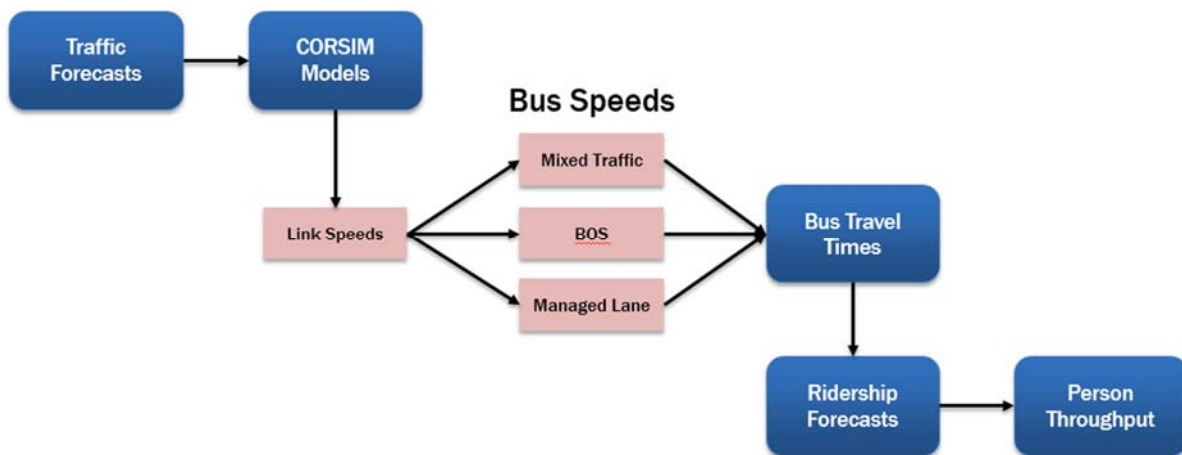 Traffic
Forecasts
CORSIM
Models
Bus Speeds
Mixed Traffic
Link Speeds
BOS
Managed Lane
Bus Travel
Times
Ridership
Forecasts
Person
Throughput